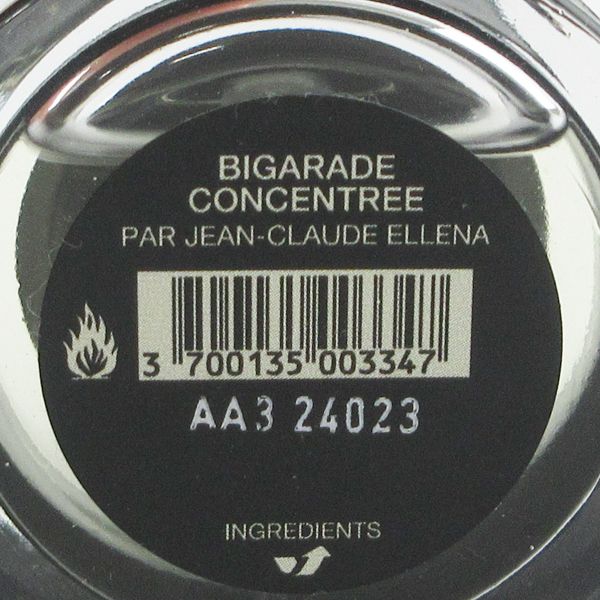 BIGARADE
CONCENTREE
PAR JEAN-CLAUDE ELLENA
3 700135 003347
AA3 24023
INGREDIENTS